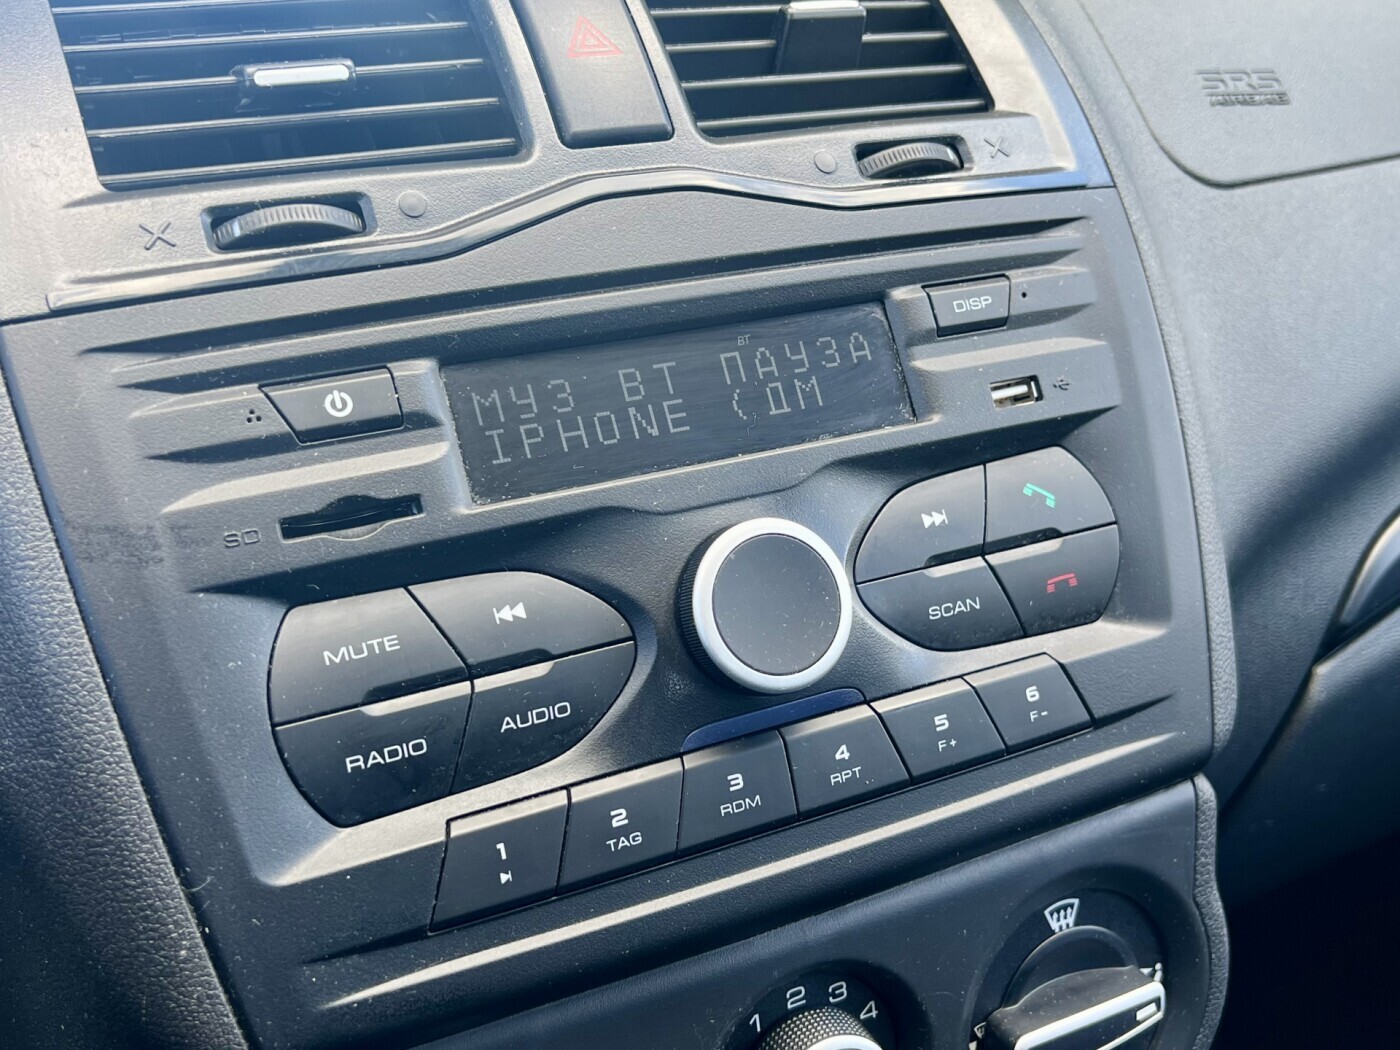 SRS
AIRBAG
DISP
BT
МУЗ BT ПАУЗА
IPHONE (DM
SD
MUTE
RADIO
AUDIO
SCAN
1
2
TAG
3
RDM
4
RPT
5
F+
6
F-
1 2 3 4